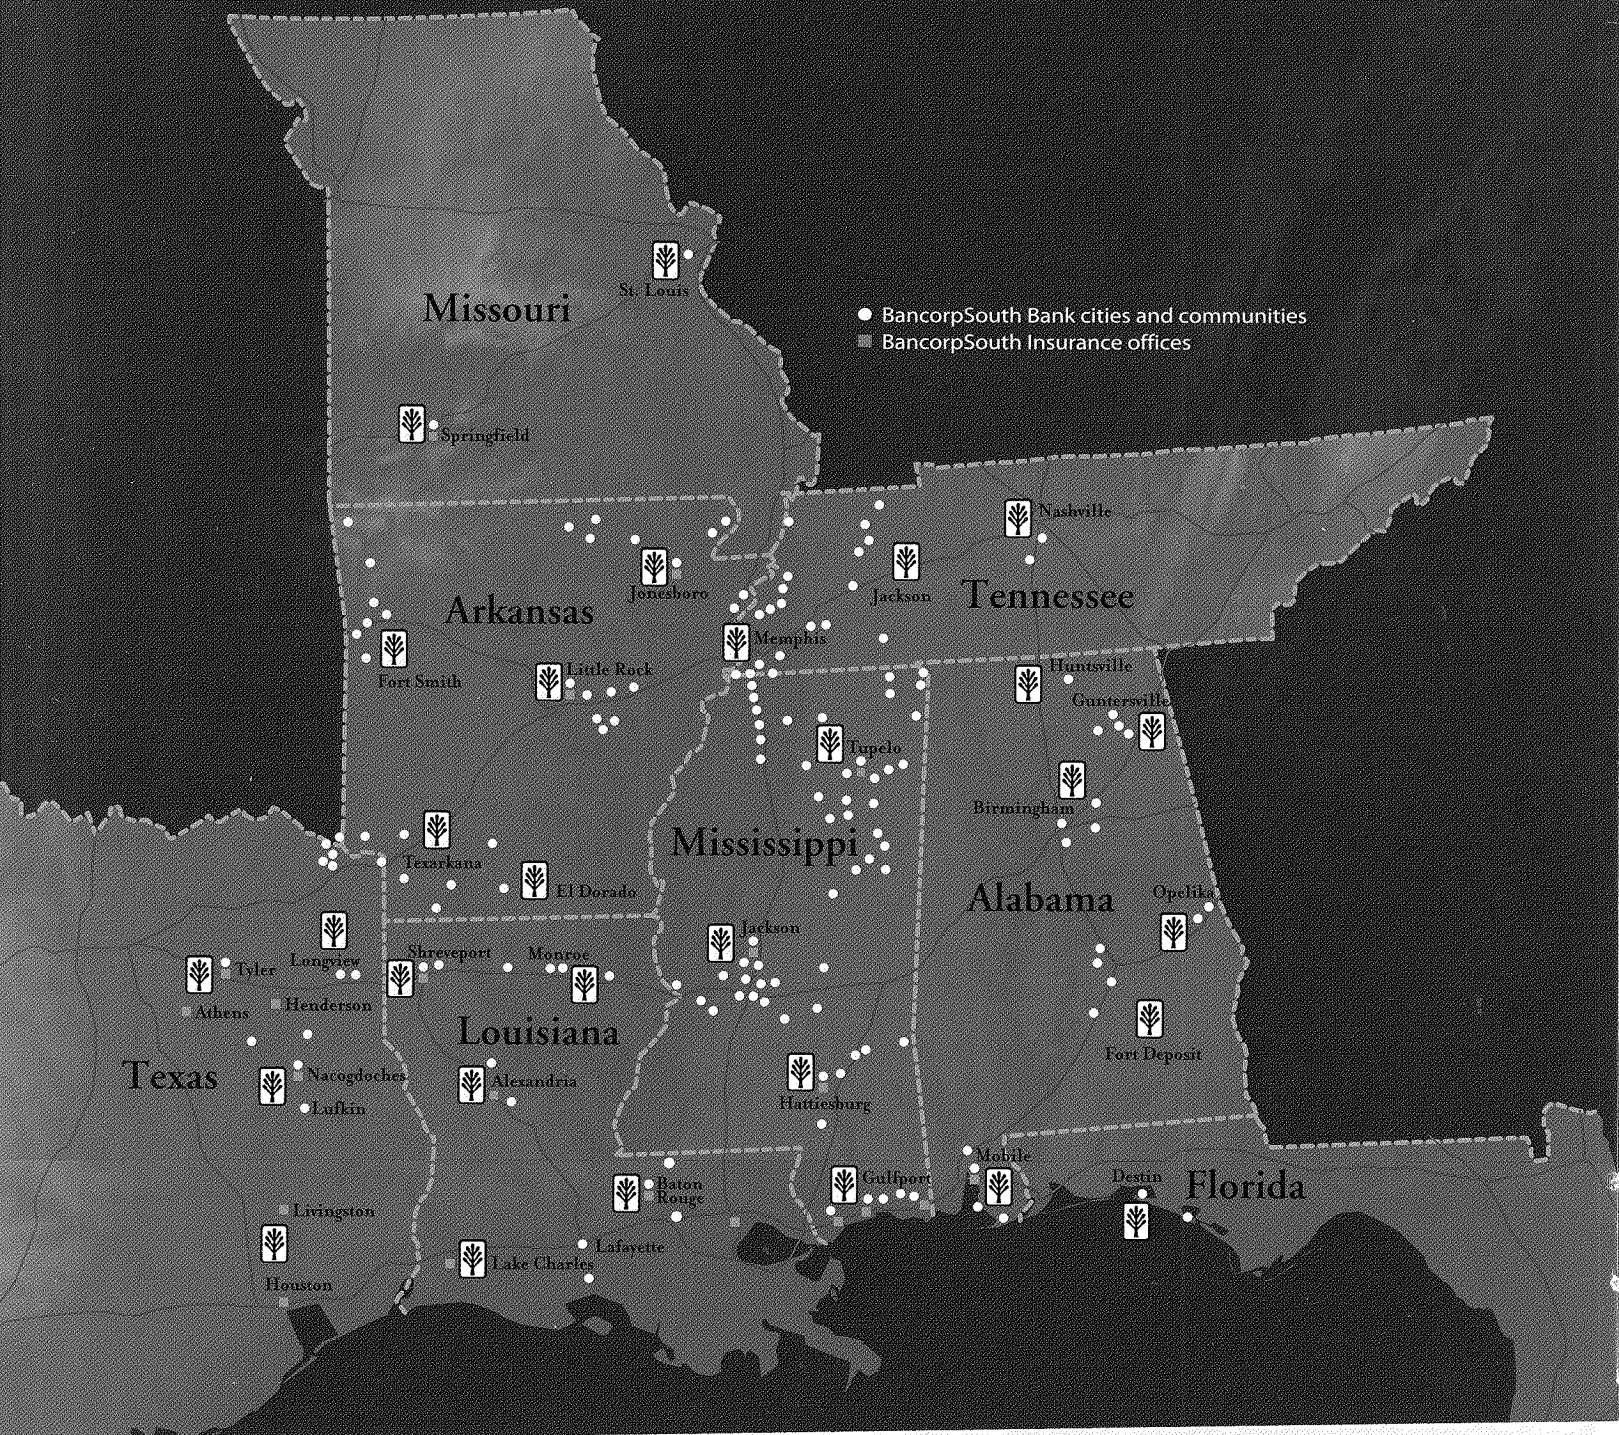 St. Louis
Missouri
BancorpSouth Bank cities and communities
BancorpSouth Insurance offices
Springfield
Nashville
Jonesboro
Jackson
Tennessee
Arkansas
Memphis
Little Rock
Huntsville
Fort Smith
Guntersville
Tupelo
Birmingham
Mississippi
Texarkana
El Dorado
Alabama
Opelika
Jackson
Shreveport
Monroe
Longview
Tyler
Henderson
Athens
Louisiana
Fort Deposit
Texas
Nacogdoches
Alexandria
Hattiesburg
Lufkin
Mobile
Gulfport
Destin
Florida
Baton
Rouge
Livingston
Lafayette
Lake Charles
Houston